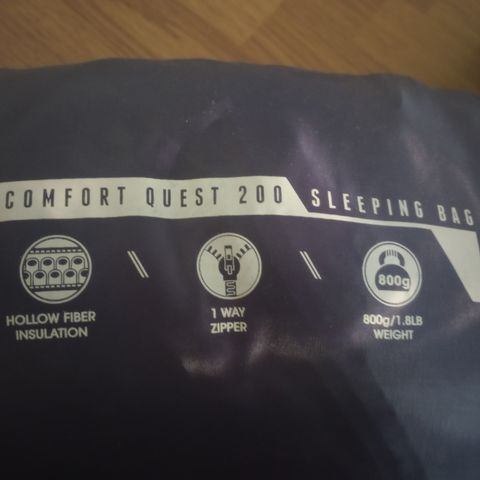 COMFORT QUEST 200 SLEEPING BAG
800g
HOLLOW FIBER
INSULATION
1 WAY
ZIPPER
800g/1.8LB
WEIGHT